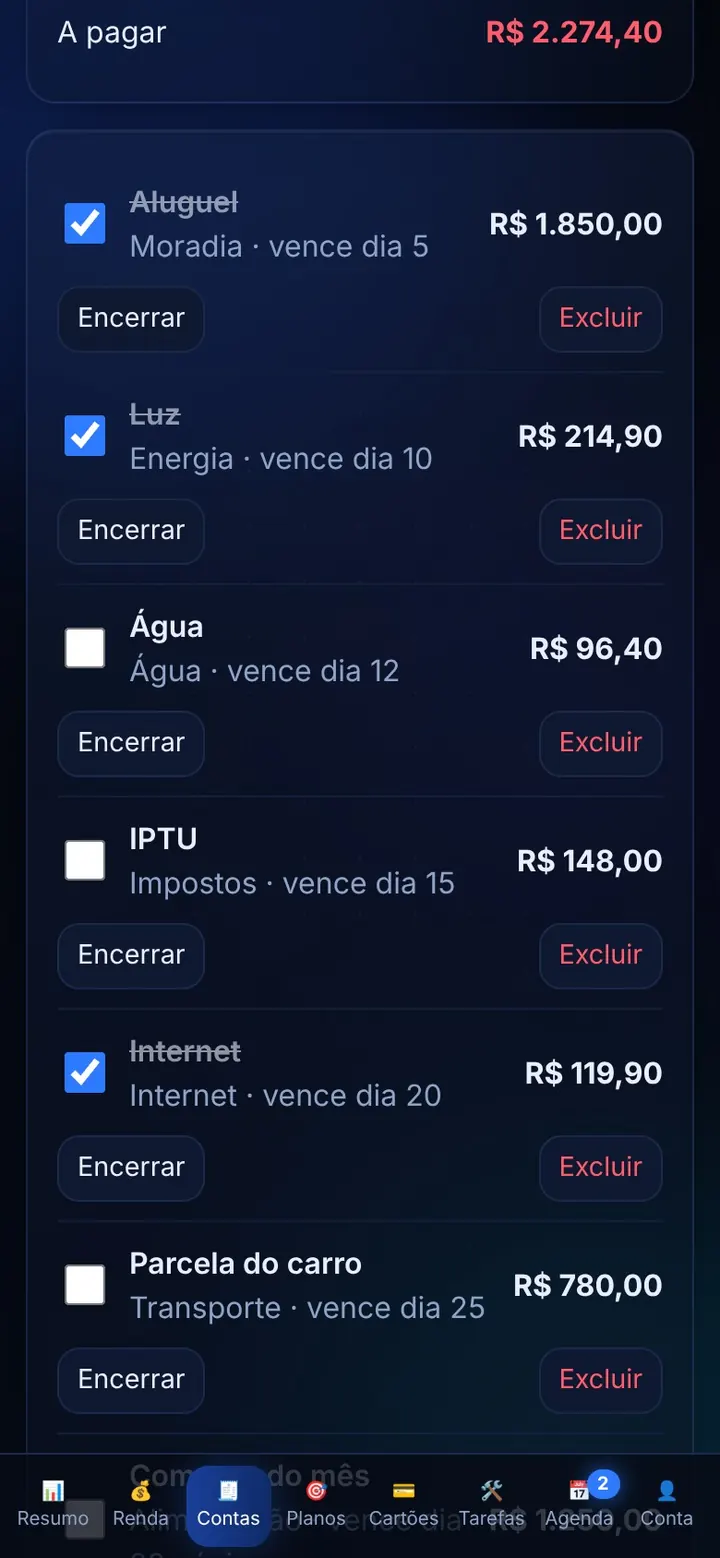 A pagar R$ 2.274,40
Aluguel R$ 1.850,00
Moradia · vence dia 5
Encerrar Excluir
Luz R$ 214,90
Energia · vence dia 10
Encerrar Excluir
Água R$ 96,40
Água · vence dia 12
Encerrar Excluir
IPTU R$ 148,00
Impostos · vence dia 15
Encerrar Excluir
Internet R$ 119,90
Internet · vence dia 20
Encerrar Excluir
Parcela do carro R$ 780,00
Transporte · vence dia 25
Encerrar Excluir
do mês
vence dia
2
Resumo Renda Contas Planos Cartões Tarefas Agenda Conta